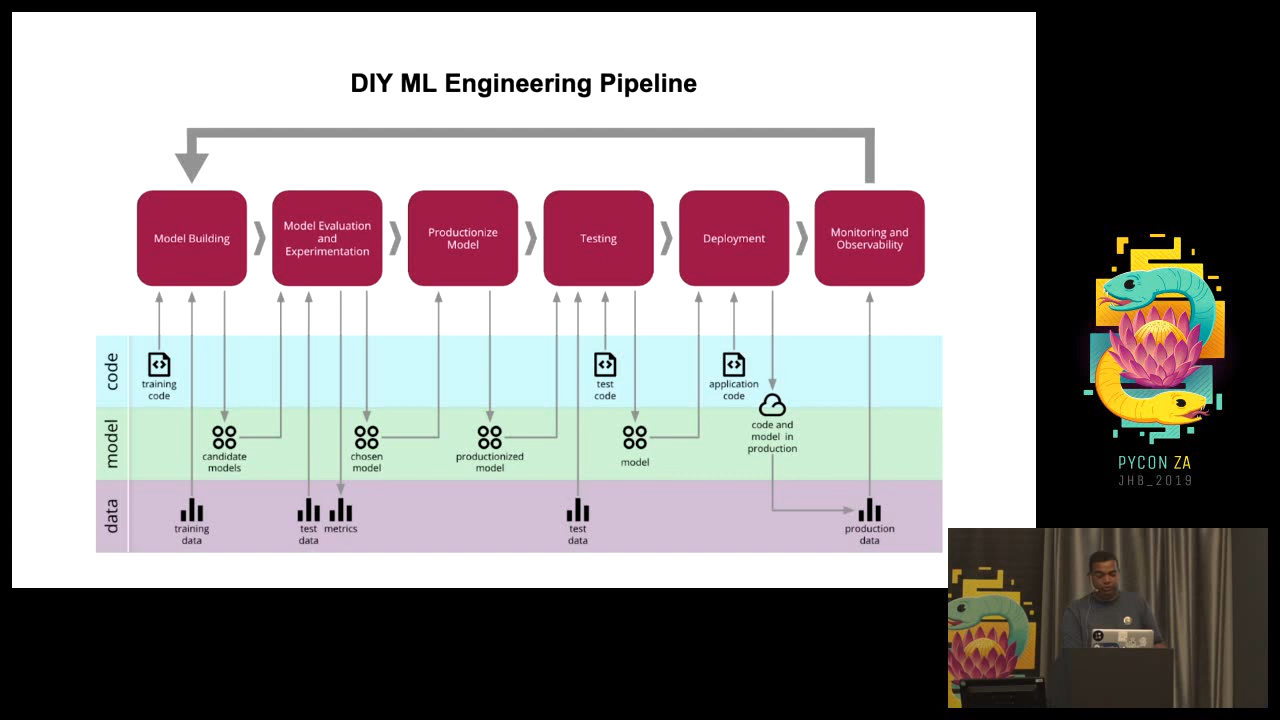 DIY ML Engineering Pipeline
Model Building
Model Evaluation
and
Experimentation
Productionize
Model
Testing
Deployment
Monitoring and
Observability
code
training
code
test
code
application
code
model
candidate
models
chosen
model
productionized
model
model
code and
model in
production
data
training
data
test
data
metrics
test
data
production
data
PYCON ZA
JHB_2019